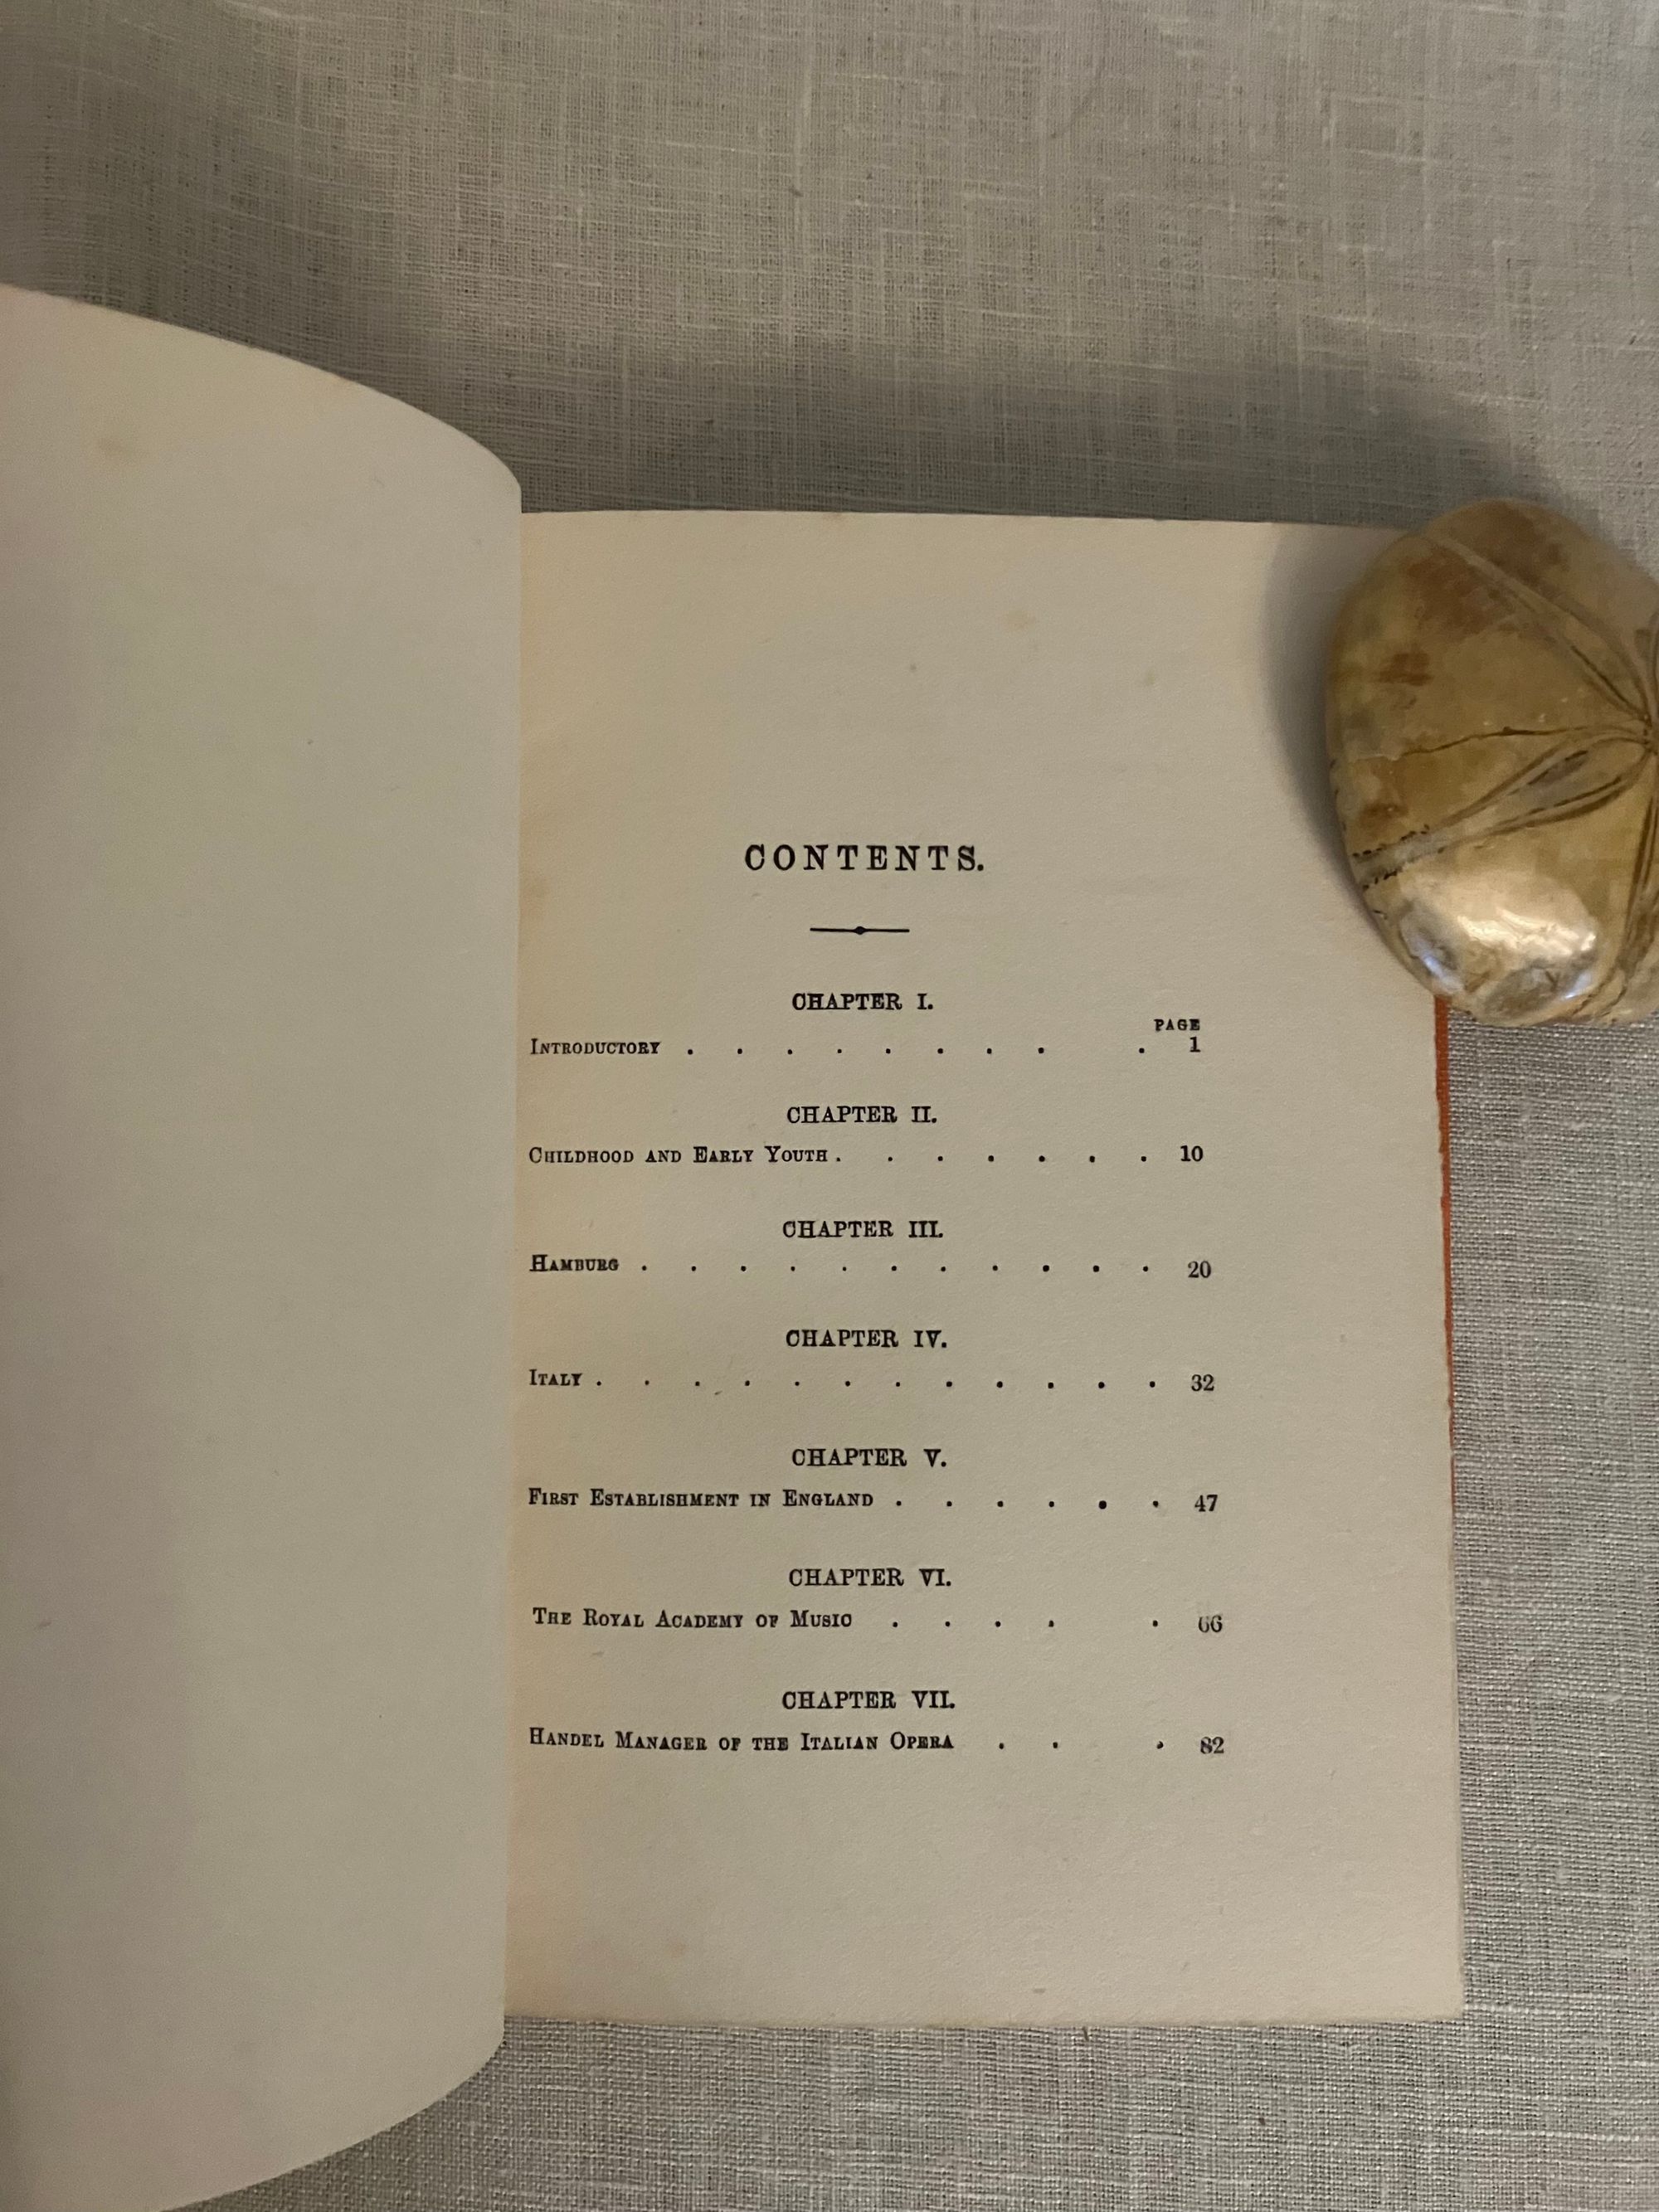 CONTENTS.
CHAPTER I.
PAGE
INTRODUCTORY . . . . . . . . . 1
CHAPTER II.
CHILDHOOD AND EARLY YOUTH . . . . . . . 10
CHAPTER III.
HAMBURG . . . . . . . . . . . 20
CHAPTER IV.
ITALY . . . . . . . . . . . . 32
CHAPTER V.
FIRST ESTABLISHMENT IN ENGLAND . . . . . . 47
CHAPTER VI.
THE ROYAL ACADEMY OF MUSIC . . . . . 66
CHAPTER VII.
HANDEL MANAGER OF THE ITALIAN OPERA . . . 82